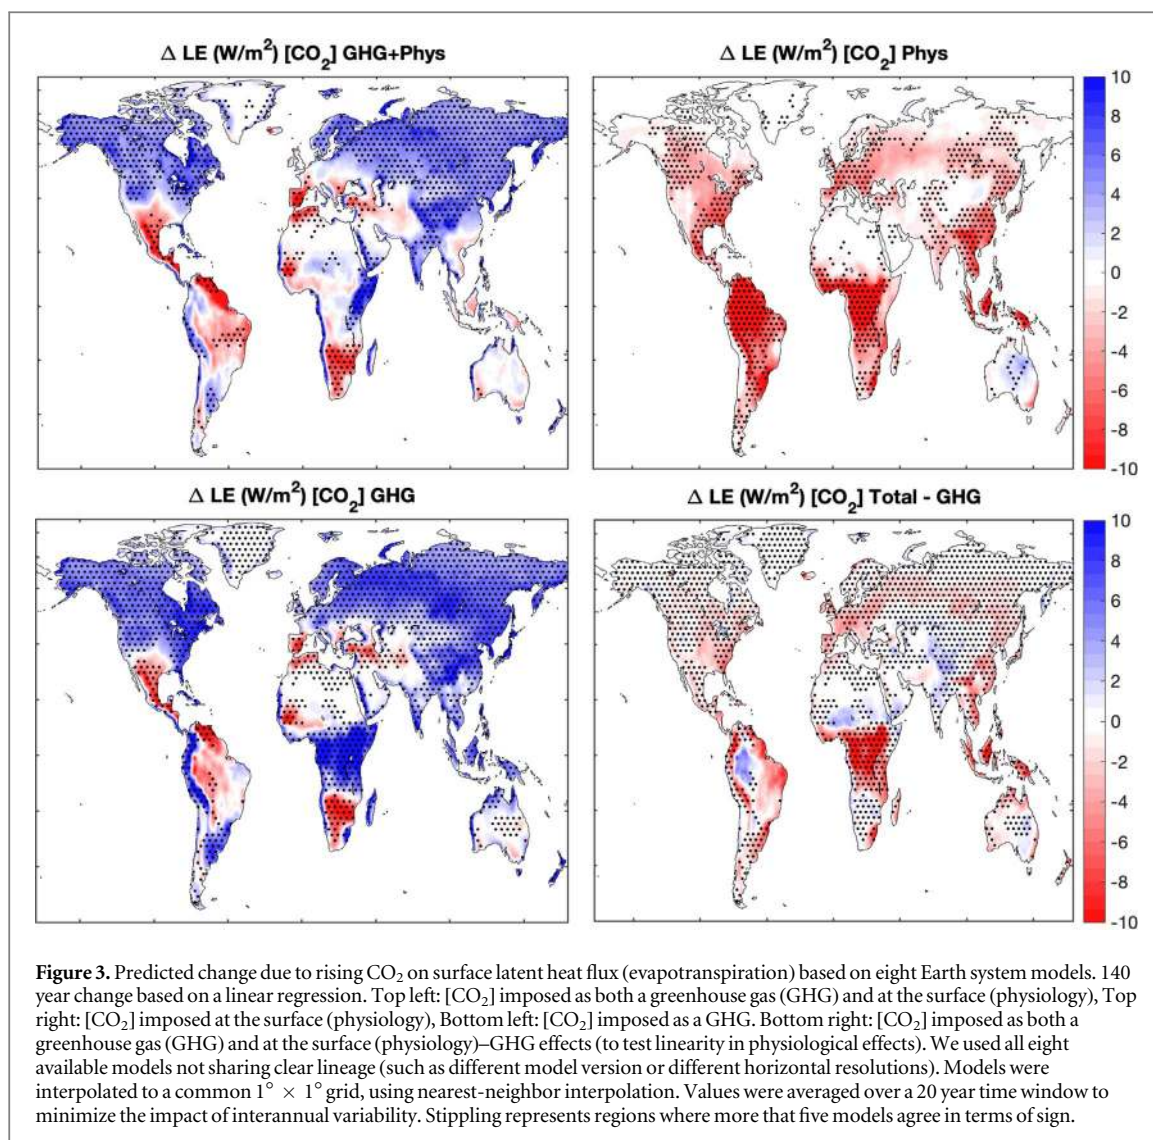 Δ LE (W/m²) [CO₂] GHG+Phys
Δ LE (W/m²) [CO₂] Phys
10
8
6
4
2
0
-2
-4
-6
-8
-10
Δ LE (W/m²) [CO₂] GHG
Δ LE (W/m²) [CO₂] Total - GHG
10
8
6
4
2
0
-2
-4
-6
-8
-10
Figure 3. Predicted change due to rising CO₂ on surface latent heat flux (evapotranspiration) based on eight Earth system models. 140
year change based on a linear regression. Top left: [CO₂] imposed as both a greenhouse gas (GHG) and at the surface (physiology), Top
right: [CO₂] imposed at the surface (physiology), Bottom left: [CO₂] imposed as a GHG. Bottom right: [CO₂] imposed as both a
greenhouse gas (GHG) and at the surface (physiology)–GHG effects (to test linearity in physiological effects). We used all eight
available models not sharing clear lineage (such as different model version or different horizontal resolutions). Models were
interpolated to a common 1° × 1° grid, using nearest-neighbor interpolation. Values were averaged over a 20 year time window to
minimize the impact of interannual variability. Stippling represents regions where more that five models agree in terms of sign.